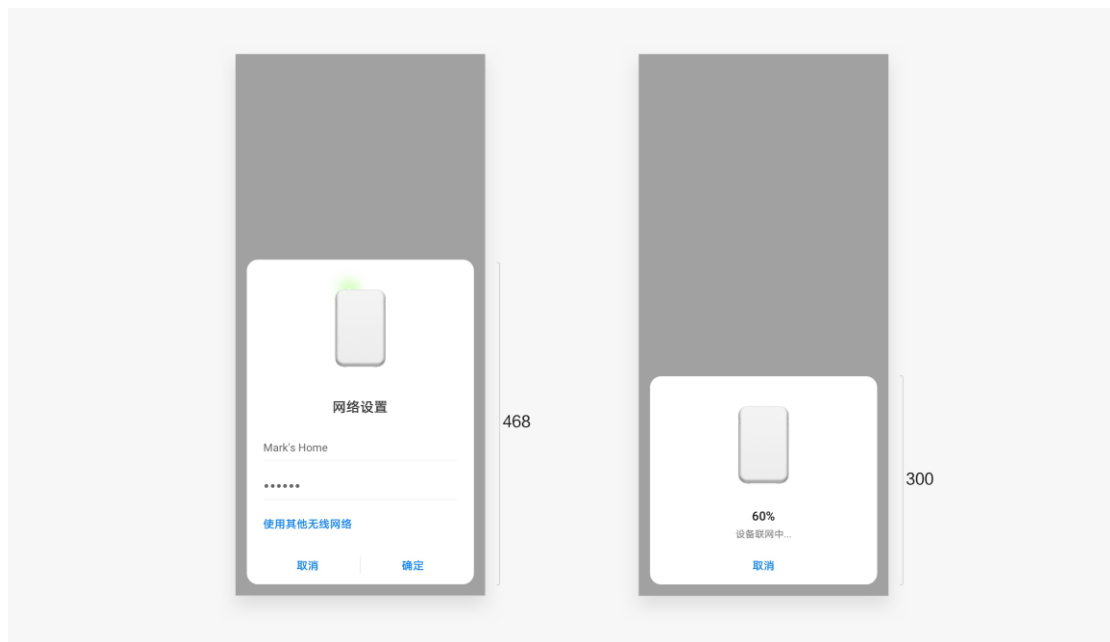 网络设置
Mark's Home
••••••
使用其他无线网络
取消 确定
468
60%
设备联网中...
取消
300